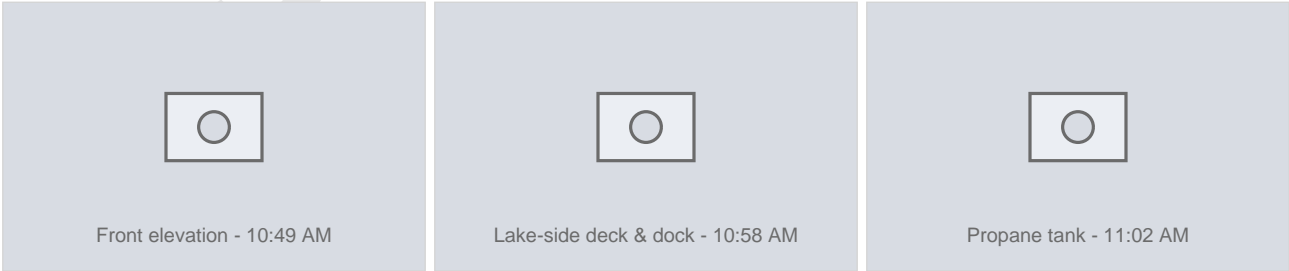 Front elevation - 10:49 AM
Lake-side deck & dock - 10:58 AM
Propane tank - 11:02 AM